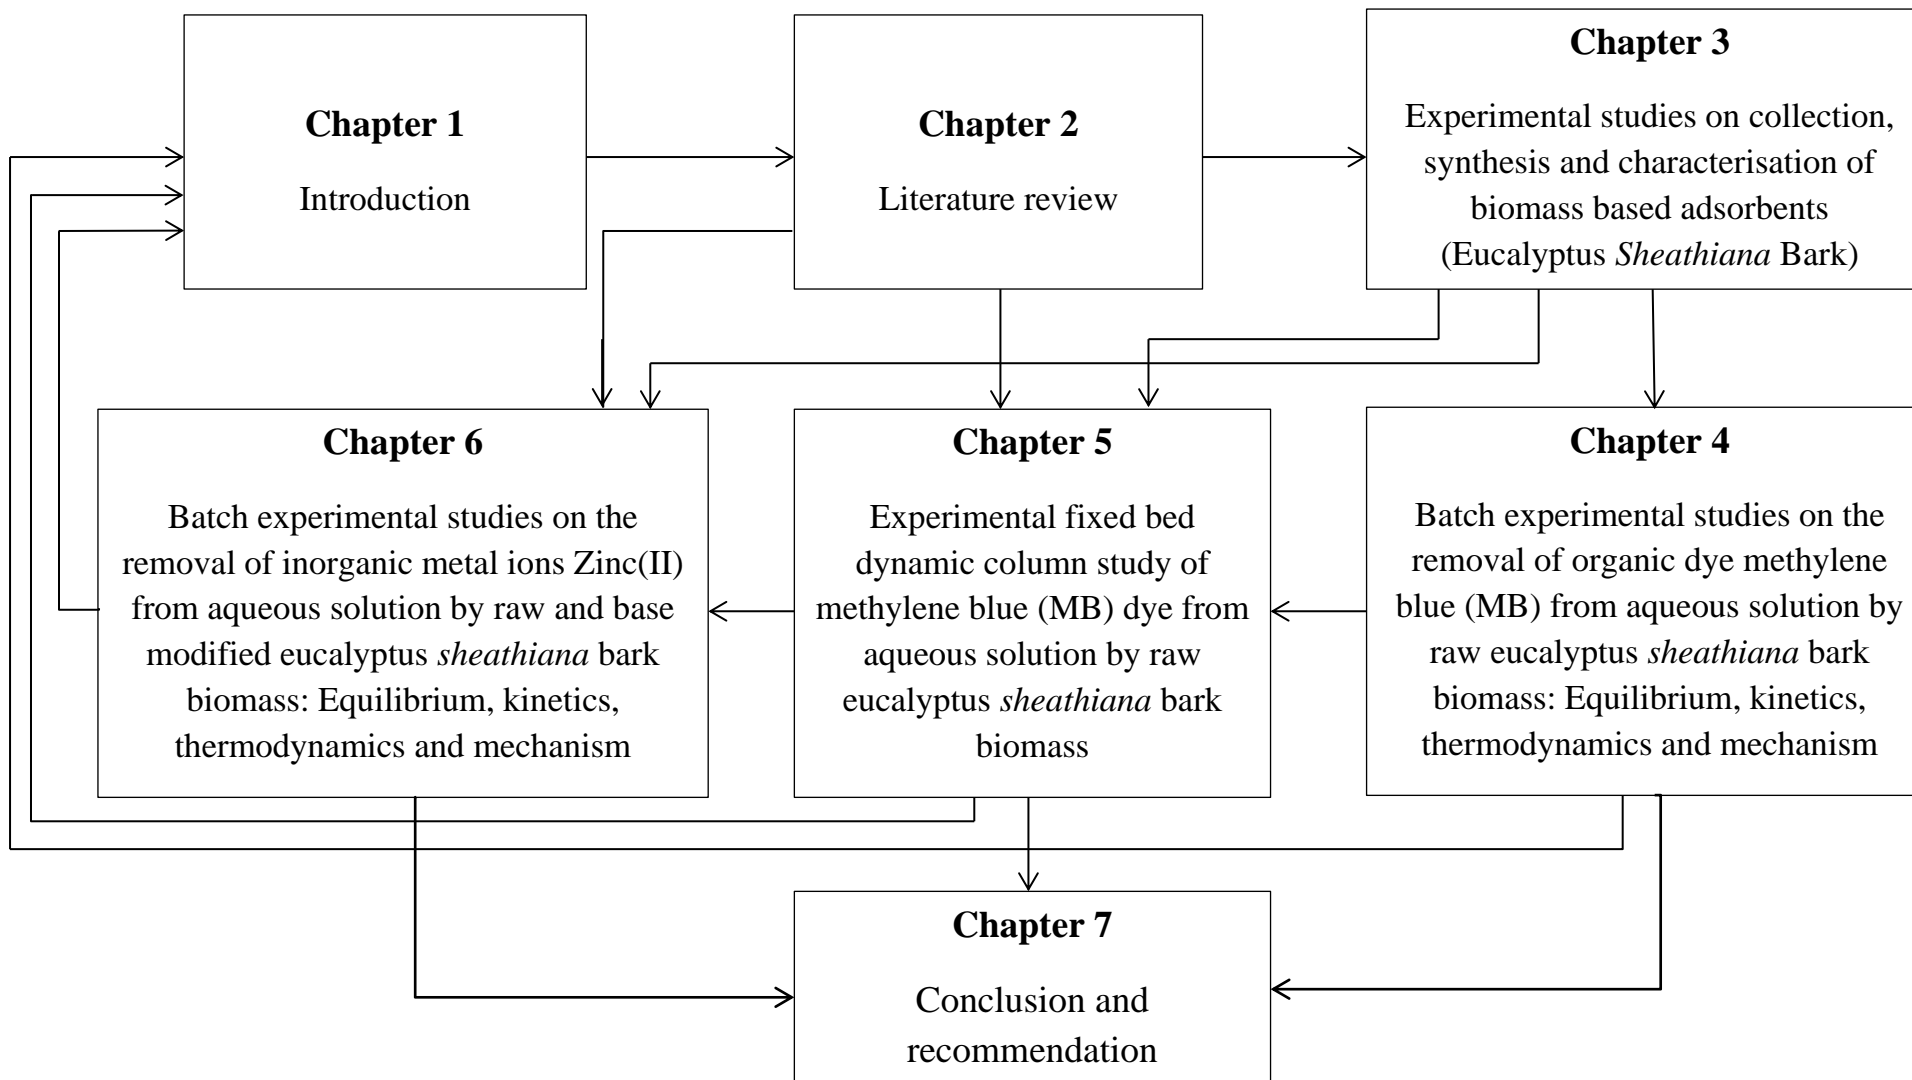 Chapter 1
Introduction
Chapter 2
Literature review
Chapter 3
Experimental studies on collection,
synthesis and characterisation of
biomass based adsorbents
(Eucalyptus Sheathiana Bark)
Chapter 6
Batch experimental studies on the
removal of inorganic metal ions Zinc(II)
from aqueous solution by raw and base
modified eucalyptus sheathiana bark
biomass: Equilibrium, kinetics,
thermodynamics and mechanism
Chapter 5
Experimental fixed bed
dynamic column study of
methylene blue (MB) dye from
aqueous solution by raw
eucalyptus sheathiana bark
biomass
Chapter 4
Batch experimental studies on the
removal of organic dye methylene
blue (MB) from aqueous solution by
raw eucalyptus sheathiana bark
biomass: Equilibrium, kinetics,
thermodynamics and mechanism
Chapter 7
Conclusion and
recommendation